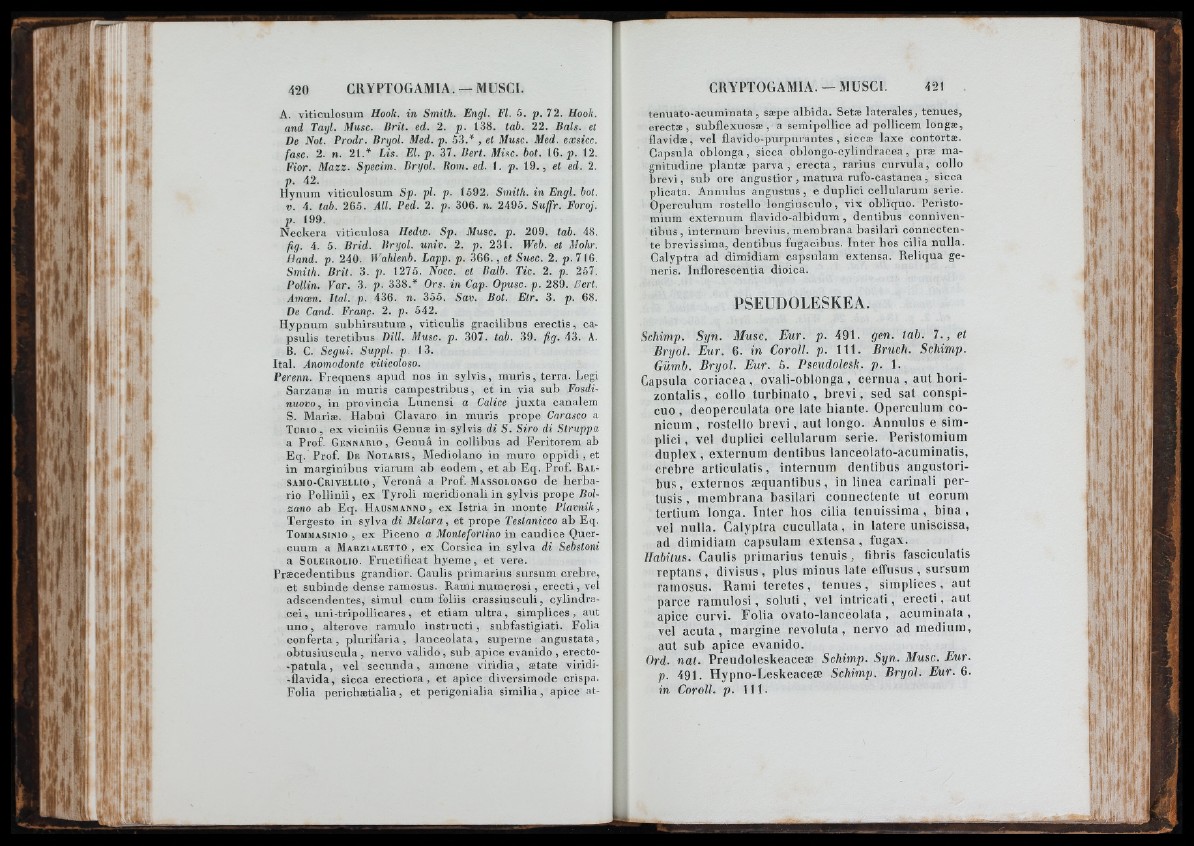 420 CRYPTOGAMIA. — MUSCI.
A. viticulosum Hook. in Smith. Engl. Fl. 5. p. 72. Hook.
and Tayl. Musc. Brit. ed. 2. p. 138. tab. 22. Bals. et
De Not. Prodr. Bryol. Med. p. 53.* , et Musc. Med. exsicc.
fasc. 2. n. 21.* Lis. El. p. 37. Bert. Misc. bot. 16. p. 12.
Fior. Mazz. Specim. Bryol. Rom. ed. 1. p. 19., et ed. 2.
p. 42.
Hynum viticulosum Sp. pl. p. 1592. Smith. in Engl. bot.
v. 4. tab. 265. All. Ped. 2. p. 306. n. 2495. Suffr. Foroj.
p. 199.
Neckera viticulosa Hedw. Sp. Musc. p. 209. tab. 48.
fig. 4. 5. Brid. Bryol. univ. 2. p. 231. Web. et Mohr.
Hand. p. 240. Wahlenb. Lapp. p. 366., et Suec. 2. p. 716.
Smith. Brit. 3. p. 1275. Nocc. et Balb. Tic. 2. p. 257.
Pollin. Var. 3. p. 338.* Ors. in Cap. Opusc. p. 289. Bert.
Amœn. Ital. p. 436. n. 355. Sav. Bot. Etr. 3. p. 68.
De Cand. Franç. 2. p. 542.
Hypnum subhirsutum, viticulis gracilibus erectis, ca-
psulis teretibus Dill. Musc. p. 307. tab. 39. fig. 43. A.
B. C. Segui. Suppl. p. 13.
Ital. Anomodonte viticoloso.
Perenn. Frequens apud nos in sylvis, muris, terra. Legi
Sarzanæ in muris campestribus, et in via sub Fosdi-
nuovo, in provincia Lunensi a Calice juxta canalem
S. Mariæ. Habui Clavaro in muris prope Carasco a
Turio, ex viciniis Genuæ in sylvis di S. Siro di Struppa
a Prof. Gennario, Genuâ in collibus ad Feritorem ab
Eq. Prof. De Notaris, Mediolano in muro oppidi, et
in marginibus viarum ab eodem, et ab Eq. Prof. Bal-
samo-Crivellio, Veronâ a Prof. Massolongo de herba-
rio Pollinii, ex Tyroli meridionali in sylvis prope Bol-
zano ab Eq. Hausmanno, ex Istria in monte Plavnik,
Tergesto in sylva di Melara, et prope Testanicco ab Eq.
Tommasinio, ex Piceno a Montefortino in caudice Quer-
cuum a Marzialetto, ex Corsica in sylva di Sebstoni
a Soleirolio. Fructificat hyeme, et vere.
Præcedentibus grandior. Caulis primarius sursum crebre,
et subinde dense ramosus. Rami numerosi, erecti, vel
adscendentes, simul cum foliis crassiusculi, cylindra-
cei, uni-tripollicares, et etiam ultra, simplices, aut
uno, alterove ramulo instructi, subfastigiati. Folia
conferta, plurifaria, lanceolata, superne angustata,
obtusiuscula, nervo valido, sub apice evanido, erecto-
-patula, vel secunda, amœne viridia, ætate viridi-
-flavida, sicca erectiora, et apice diversimode crispa.
Folia perichætialia, et perigonialia similia, apice at-
CRYPTOGAMIA. — MUSCI. 421
tenuato-acuminata, sæpe albida. Setæ laterales, tenues,
erectæ, subflexuosæ, a semipollice ad pollicem longæ,
flavidæ, vel flavido-purpurantes, siccæ laxe contortæ.
Capsula oblonga, sicca oblongo-cylindracea, præ ma-
gnitudine plantæ parva, erecta, rarius curvula, collo
brevi, sub ore angustior, matura rufo-castanea, sicca
plicata. Annulus angustus, e duplici cellularum serie.
Operculum rostello longiusculo, vix obliquo. Peristo-
mium externum flavido-albidum, dentibus conniven-
tibus, internum brevius, membrana basilari connecten-
te brevissima, dentibus fugacibus. Inter hos cilia nulla.
Calyptra ad dimidiam capsulam extensa. Reliqua ge-
neris. Inflorescentia dioica.
PSEUDOLESKEA.
Schimp. Syn. Musc. Eur. p. 491. gen. tab. 7., et
Bryol. Eur. 6. in Coroll. p. 111. Bruch. Schimp.
Gümb. Bryol. Eur. 5. Pseudolesk. p. 1.
Capsula coriacea, ovali-oblonga, cernua, aut hori-
zontalis, collo turbinato, brevi, sed sat conspi-
cuo, deoperculata ore late hiante. Operculum co-
nicum, rostello brevi, aut longo. Annulus e sim-
plici, vel duplici cellularum serie. Peristomium
duplex, externum dentibus lanceolato-acuminatis,
crebre articulatis, internum dentibus angustori-
bus, externos æquantibus, in linea carinali per-
tusis, membrana basilari connectente ut eorum
tertium longa. Inter hos cilia tenuissima, bina,
vel nulla. Calyptra cucullata, in latere uniscissa,
ad dimidiam capsulam extensa, fugax.
Habitus. Caulis primarius tenuis, fibris fasciculatis
reptans, divisus, plus minus late effusus, sursum
ramosus. Rami teretes, tenues, simplices, aut
parce ramulosi, soluti, vel intricati, erecti, aut
apice curvi. Folia ovato-lanceolata, acuminata,
vel acuta, margine revoluta, nervo ad medium,
aut sub apice evanido.
Ord. nat. Preudoleskeaceæ Schimp. Syn. Musc. Eur.
p. 491. Hypno-Leskeaceæ Schimp. Bryol. Eur. 6.
in Coroll. p. 111.